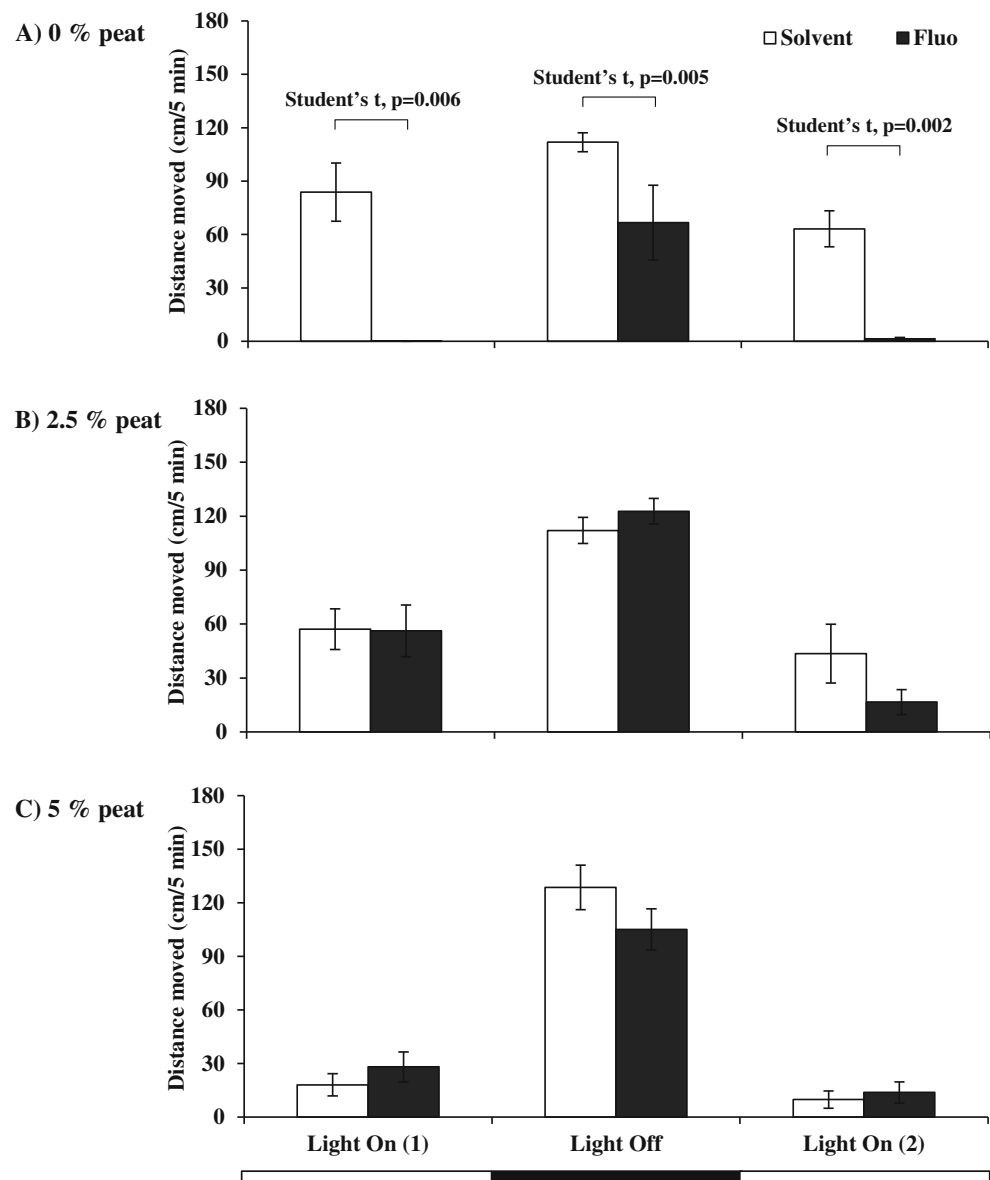 A) 0 % peat
Solvent Fluo
Student's t, p=0.006
Student's t, p=0.005
Student's t, p=0.002
Distance moved (cm/5 min)
180
150
120
90
60
30
0
B) 2.5 % peat
Distance moved (cm/5 min)
180
150
120
90
60
30
0
C) 5 % peat
Distance moved (cm/5 min)
180
150
120
90
60
30
0
Light On (1) Light Off Light On (2)